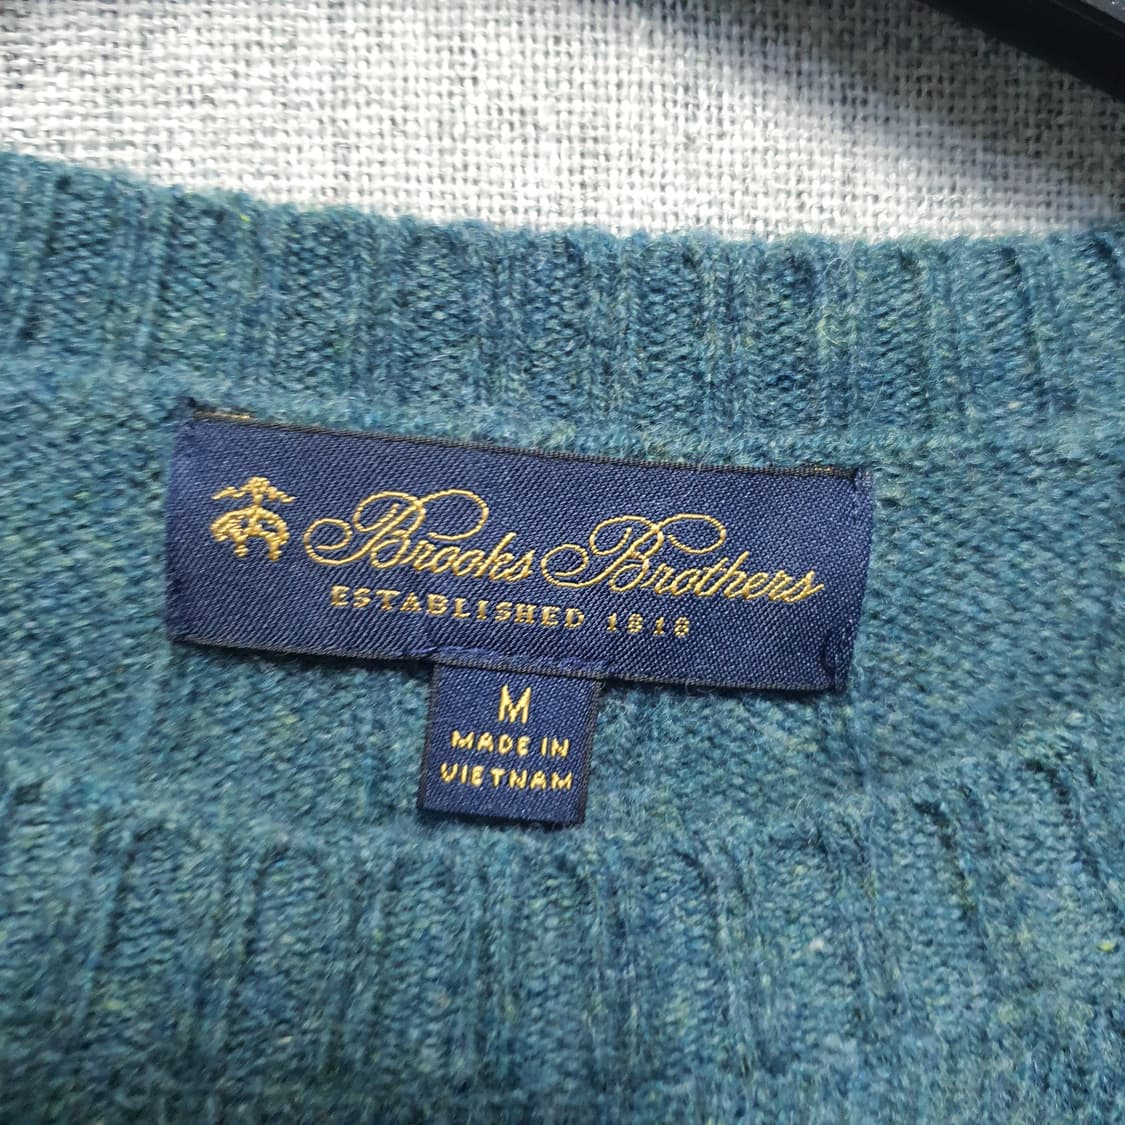 Brooks Brothers
ESTABLISHED 1818
M
MADE IN
VIETNAM